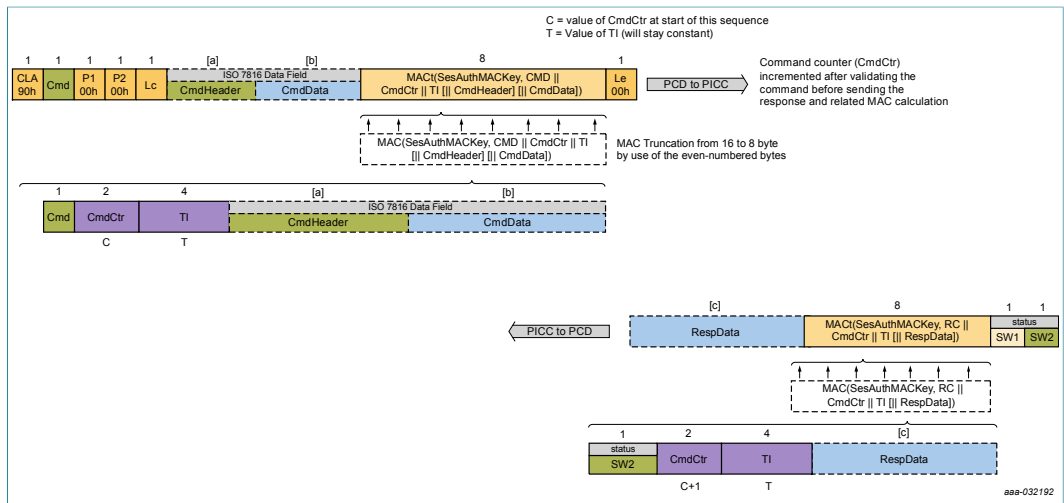 C = value of CmdCtr at start of this sequence
T = Value of TI (will stay constant)
1 1 1 1 1 [a] [b] 8 1
CLA 90h
Cmd
P1 00h
P2 00h
Lc
ISO 7816 Data Field
CmdHeader
CmdData
MACt(SesAuthMACKey, CMD ||
CmdCtr || TI [|| CmdHeader] [|| CmdData])
Le 00h
PCD to PICC
Command counter (CmdCtr)
incremented after validating the
command before sending the
response and related MAC calculation
MAC(SesAuthMACKey, CMD || CmdCtr || TI
[|| CmdHeader] [|| CmdData])
MAC Truncation from 16 to 8 byte
by use of the even-numbered bytes
1 2 4 [a] [b]
Cmd
CmdCtr
TI
ISO 7816 Data Field
CmdHeader
CmdData
C T
[c] 8 1 1
PICC to PCD
RespData
MACt(SesAuthMACKey, RC ||
CmdCtr || TI [|| RespData])
status
SW1 SW2
MAC(SesAuthMACKey, RC ||
CmdCtr || TI [|| RespData])
1 2 4 [c]
status
SW2
CmdCtr
TI
RespData
C+1 T
aaa-032192